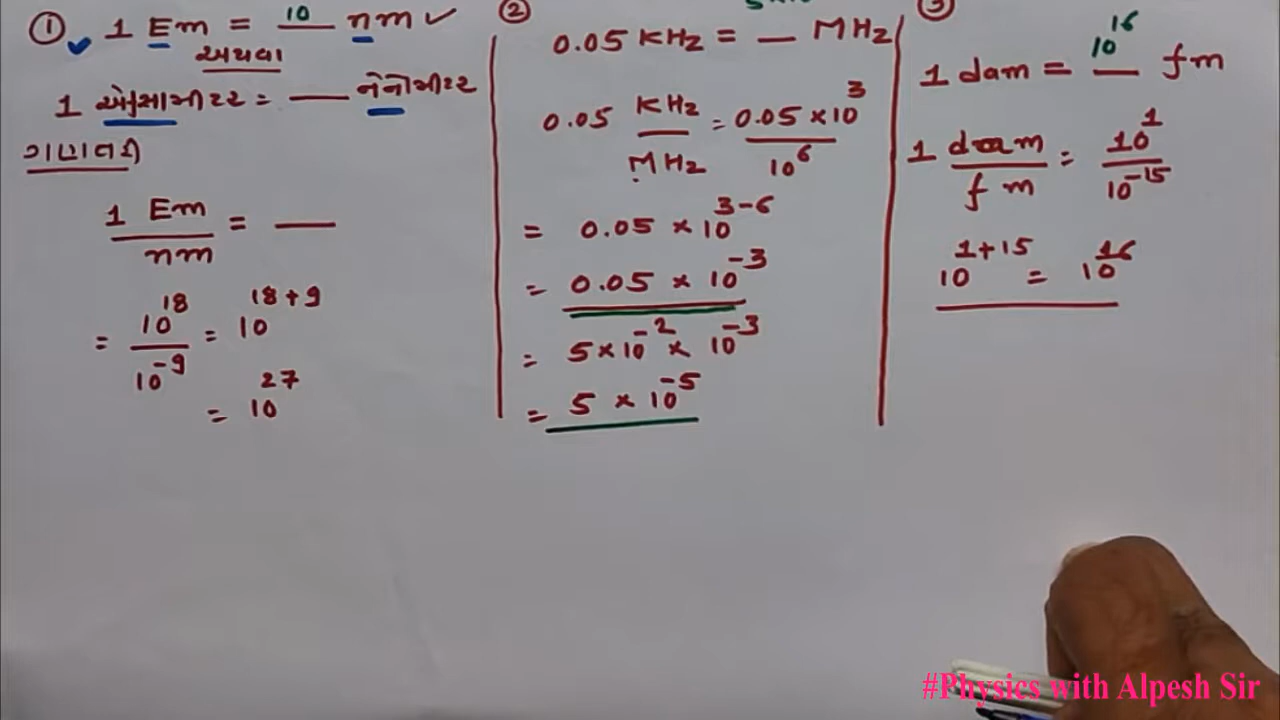 ① 1 Em = 10 nm ✓
અથવા
1 એક્સામીટર = ___ નેનોમીટર
ગણતરી
1 Em / nm = ___
= 10^18 / 10^-9 = 10^18+9
= 10^27
②
0.05 KHz = __ MHz
0.05 KHz / MHz = 0.05 × 10^3 / 10^6
= 0.05 × 10^3-6
= 0.05 × 10^-3
= 5 × 10^-2 × 10^-3
= 5 × 10^-5
③
1 dam = 10^16 fm
1 dam / fm = 10^1 / 10^-15
10^1+15 = 10^16
#Physics with Alpesh Sir